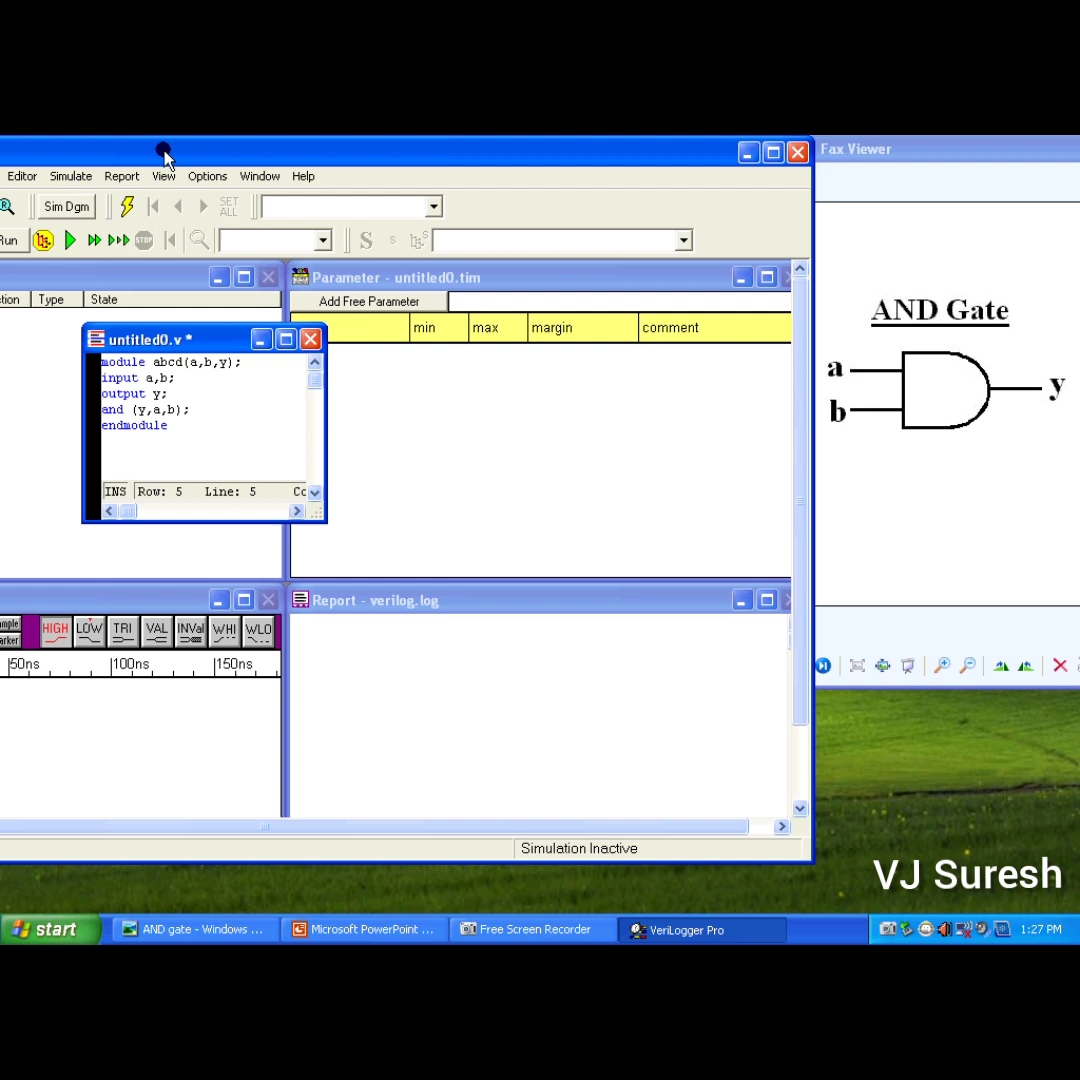 Fax Viewer
Editor Simulate Report View Options Window Help
Sim Dgm
SET
ALL
Run
STOP
S s
Parameter - untitled0.tim
Type State
Add Free Parameter
min max margin comment
untitled0.v *
module abcd(a,b,y);
input a,b;
output y;
and (y,a,b);
endmodule
INS Row: 5 Line: 5
AND Gate
a
b
y
Report - verilog.log
HIGH LOW TRI VAL INVal WHI WLO
50ns 100ns 150ns
Simulation Inactive
VJ Suresh
start AND gate - Windows ... Microsoft PowerPoint ... Free Screen Recorder VeriLogger Pro 1:27 PM